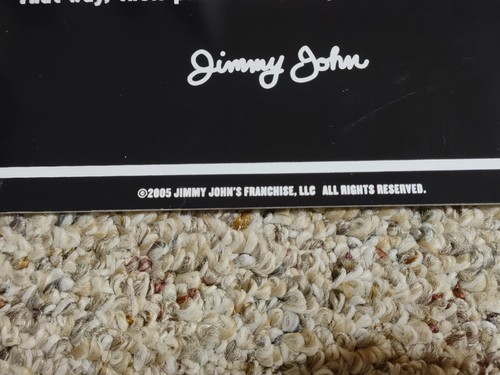 Jimmy John
©2005 JIMMY JOHN'S FRANCHISE, LLC ALL RIGHTS RESERVED.